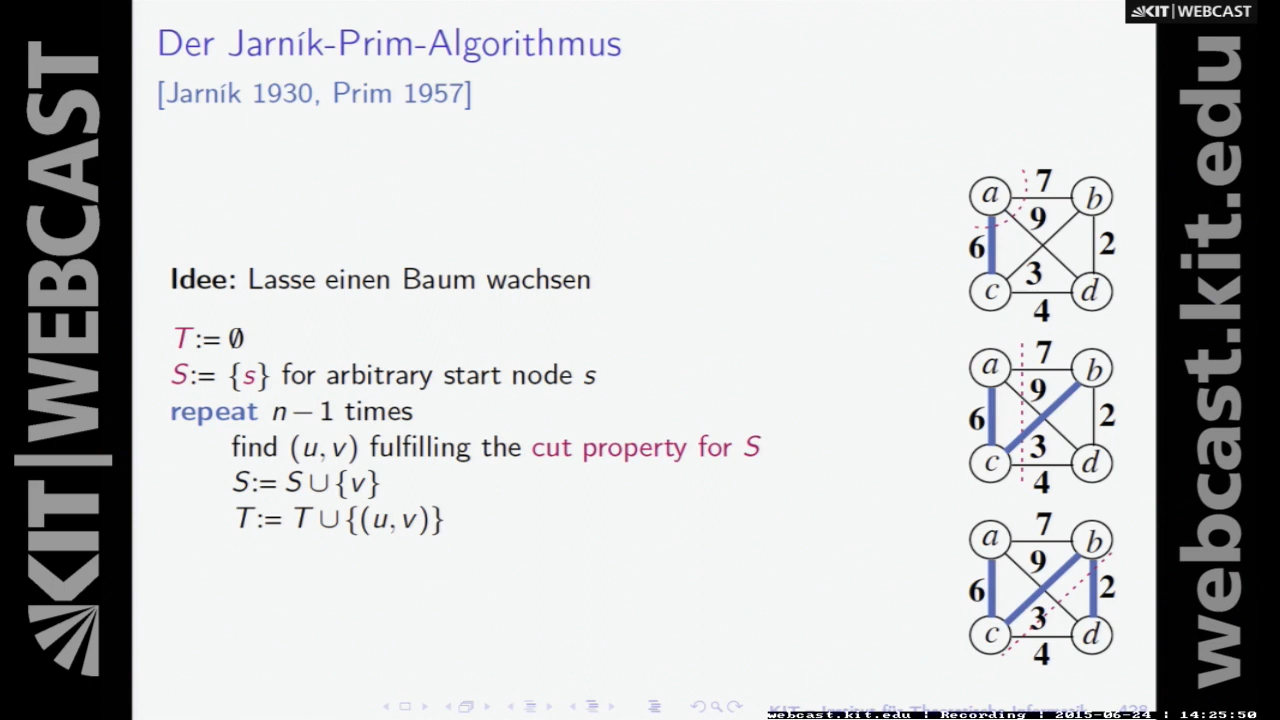 KIT|WEBCAST
KIT|WEBCAST
webcast.kit.edu
Der Jarník-Prim-Algorithmus
[Jarník 1930, Prim 1957]
Idee: Lasse einen Baum wachsen
T:= ∅
S:= {s} for arbitrary start node s
repeat n−1 times
find (u,v) fulfilling the cut property for S
S:= S∪{v}
T:= T∪{(u,v)}
a 7 b
9
6 2
3
c d
4
a 7 b
9
6 2
3
c d
4
a 7 b
9
6 2
3
c d
4
webcast.kit.edu : Recording : 2015-06-24 : 14:25:50